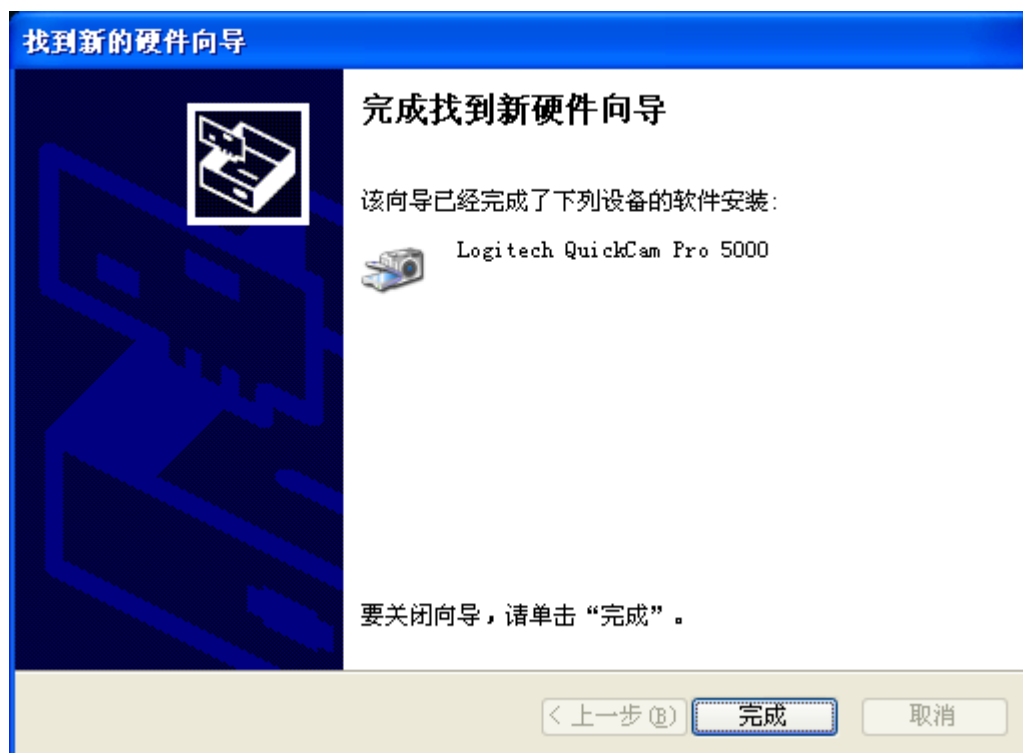 找到新的硬件向导
完成找到新硬件向导
该向导已经完成了下列设备的软件安装:
Logitech QuickCam Pro 5000
要关闭向导，请单击“完成”。
< 上一步(B) 完成 取消